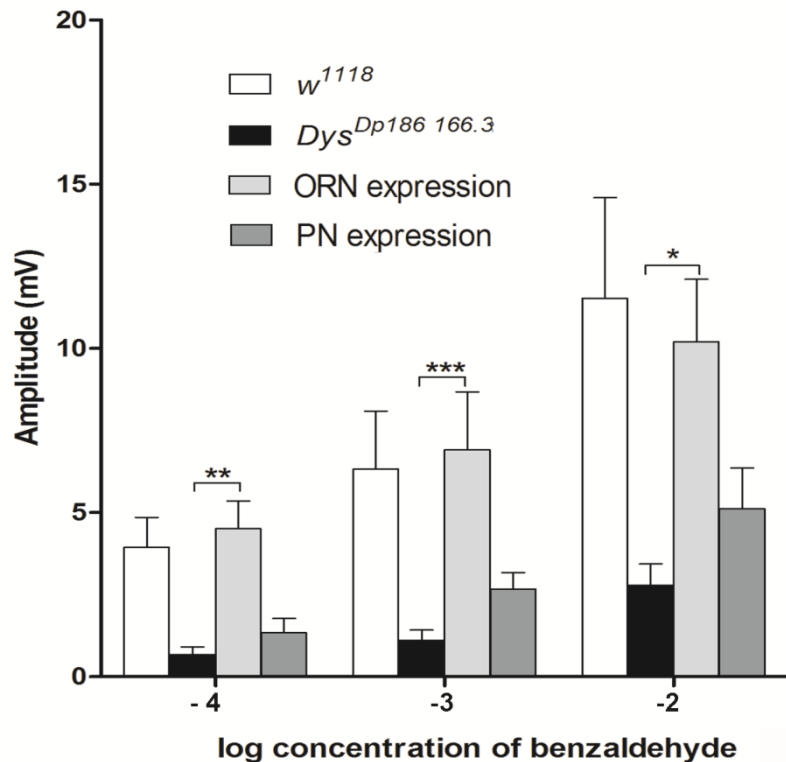 20
w1118
DysDp186 166.3
ORN expression
PN expression
15
*
10
***
**
5
0
Amplitude (mV)
- 4
-3
-2
log concentration of benzaldehyde